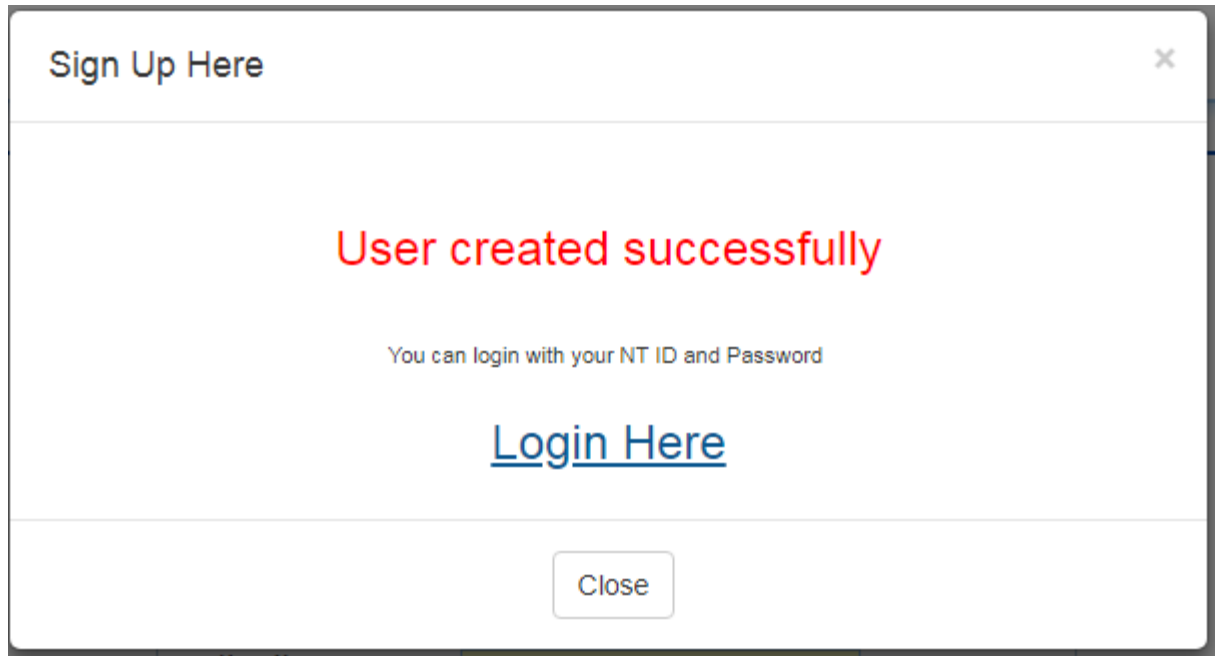 Sign Up Here ×
User created successfully
You can login with your NT ID and Password
Login Here
Close